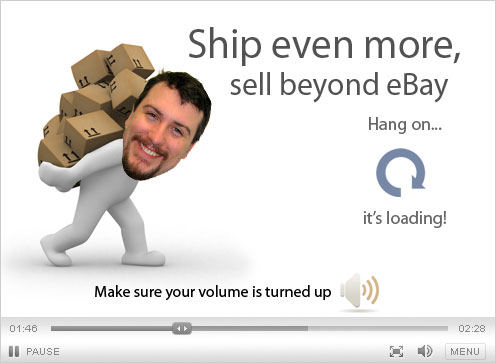 Ship even more,
sell beyond eBay
Hang on...
it's loading!
Make sure your volume is turned up
01:46
02:28
PAUSE
MENU